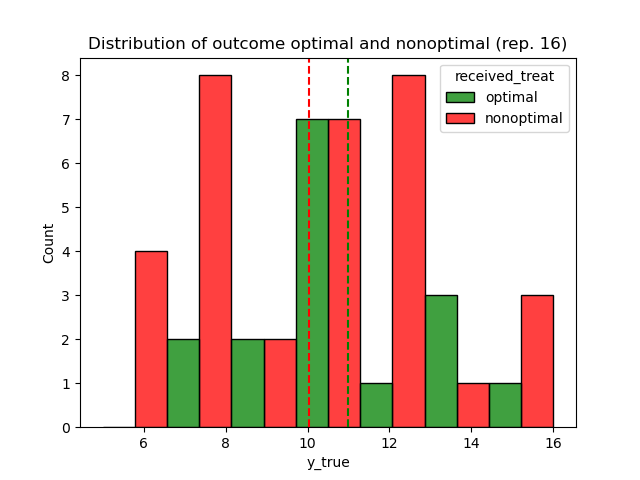 Distribution of outcome optimal and nonoptimal (rep. 16)
received_treat
optimal
nonoptimal
Count
8
7
6
5
4
3
2
1
0
6 8 10 12 14 16
y_true